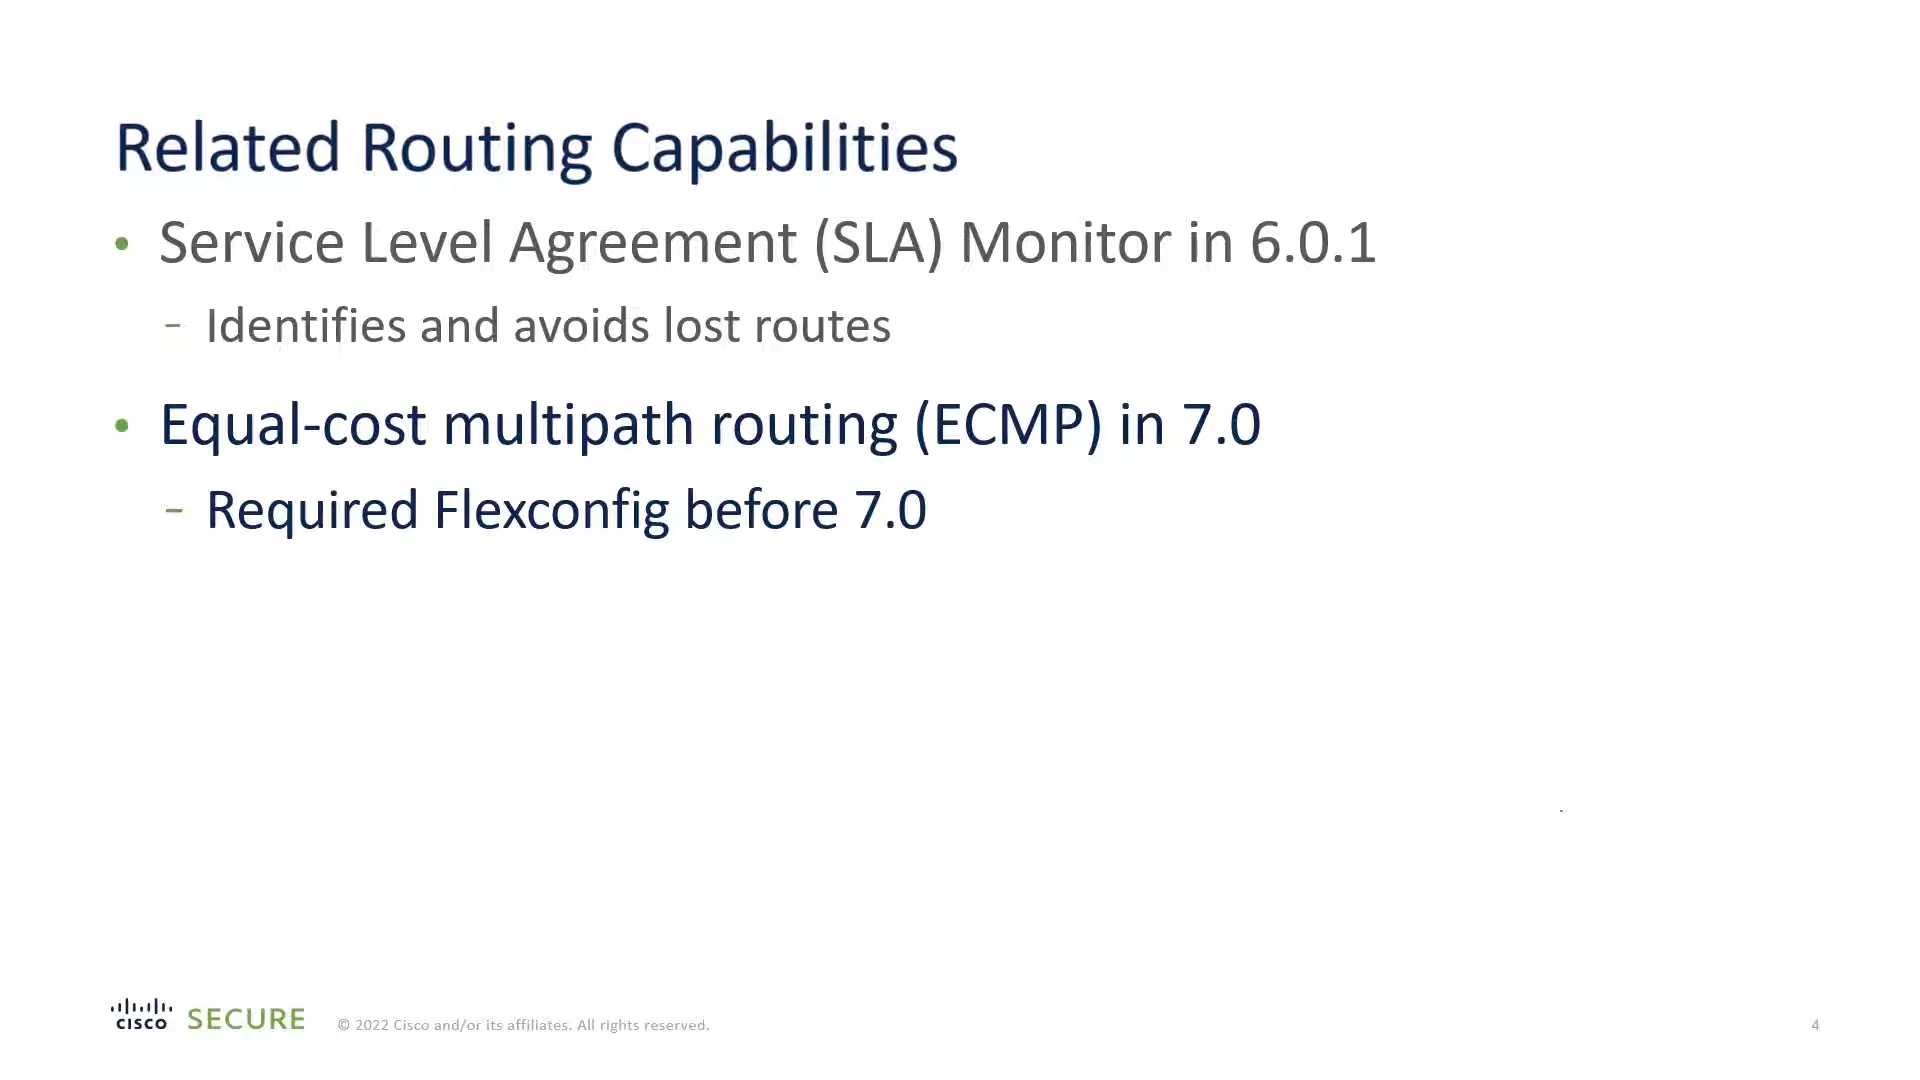 Related Routing Capabilities
• Service Level Agreement (SLA) Monitor in 6.0.1
– Identifies and avoids lost routes
• Equal-cost multipath routing (ECMP) in 7.0
– Required Flexconfig before 7.0
cisco SECURE © 2022 Cisco and/or its affiliates. All rights reserved. 4